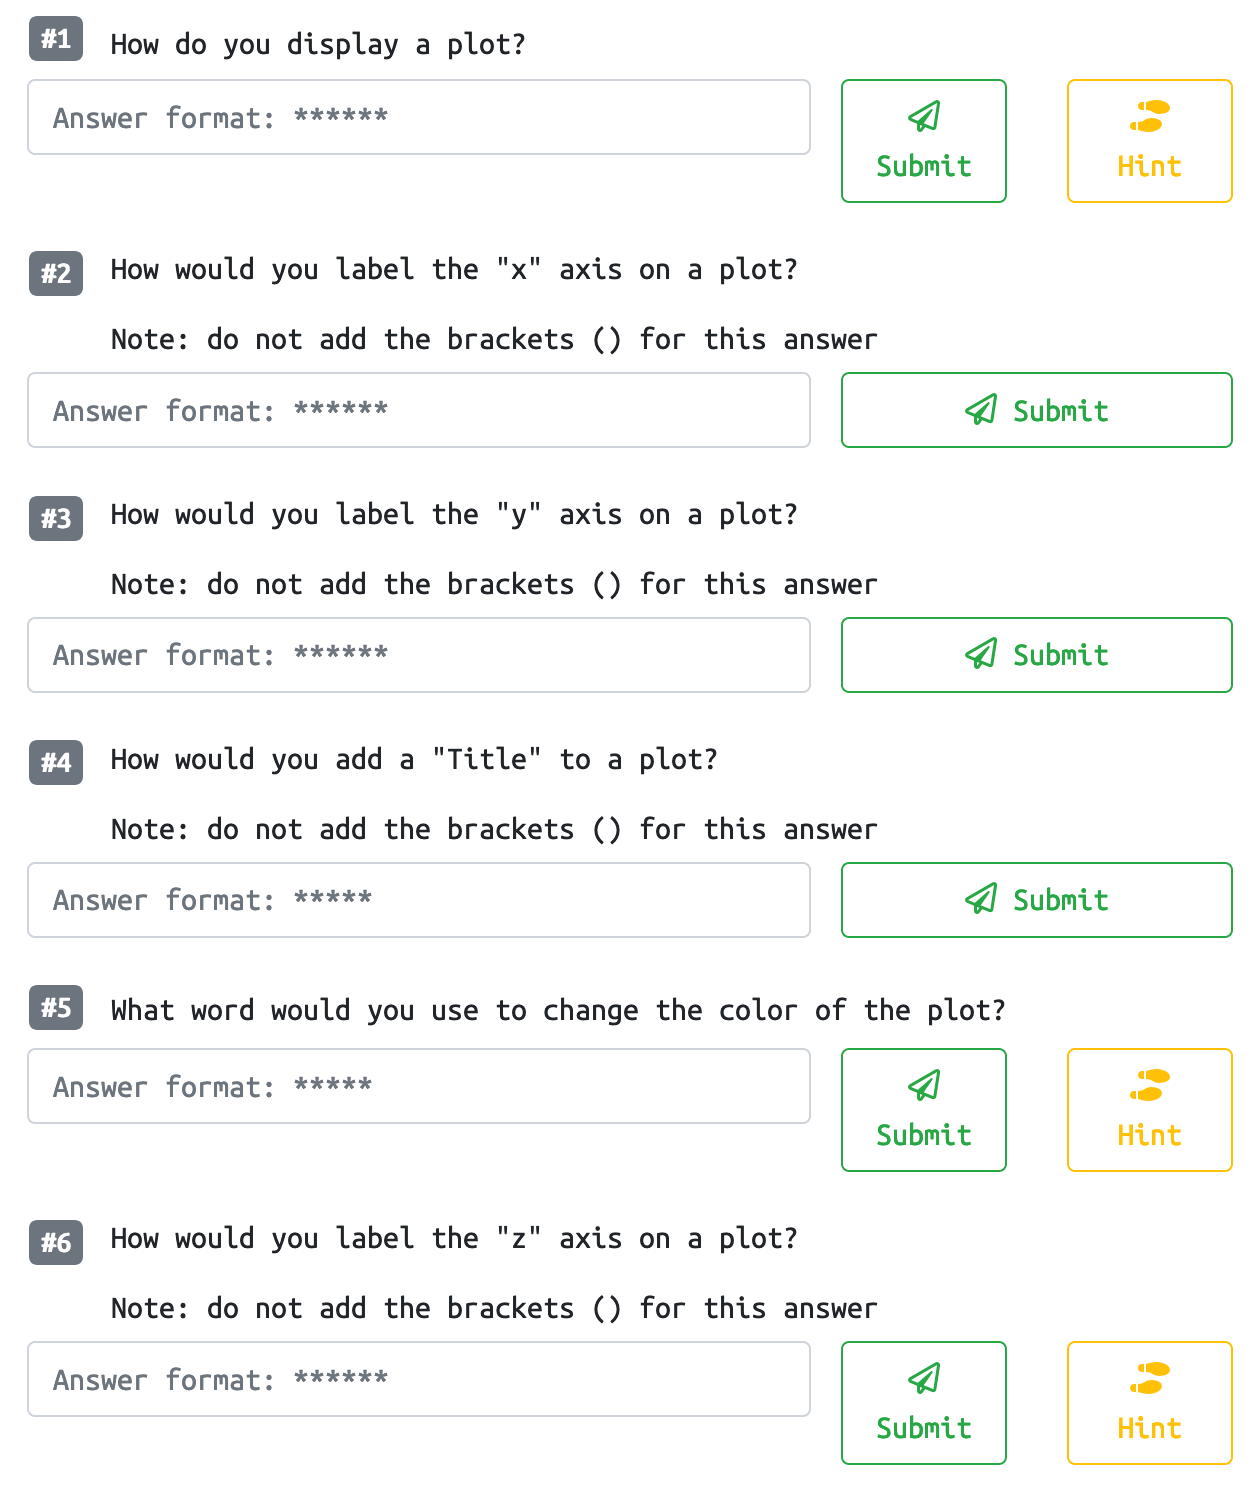 #1 How do you display a plot?
Answer format: ******
Submit
Hint
#2 How would you label the "x" axis on a plot?
Note: do not add the brackets () for this answer
Answer format: ******
Submit
#3 How would you label the "y" axis on a plot?
Note: do not add the brackets () for this answer
Answer format: ******
Submit
#4 How would you add a "Title" to a plot?
Note: do not add the brackets () for this answer
Answer format: *****
Submit
#5 What word would you use to change the color of the plot?
Answer format: *****
Submit
Hint
#6 How would you label the "z" axis on a plot?
Note: do not add the brackets () for this answer
Answer format: ******
Submit
Hint